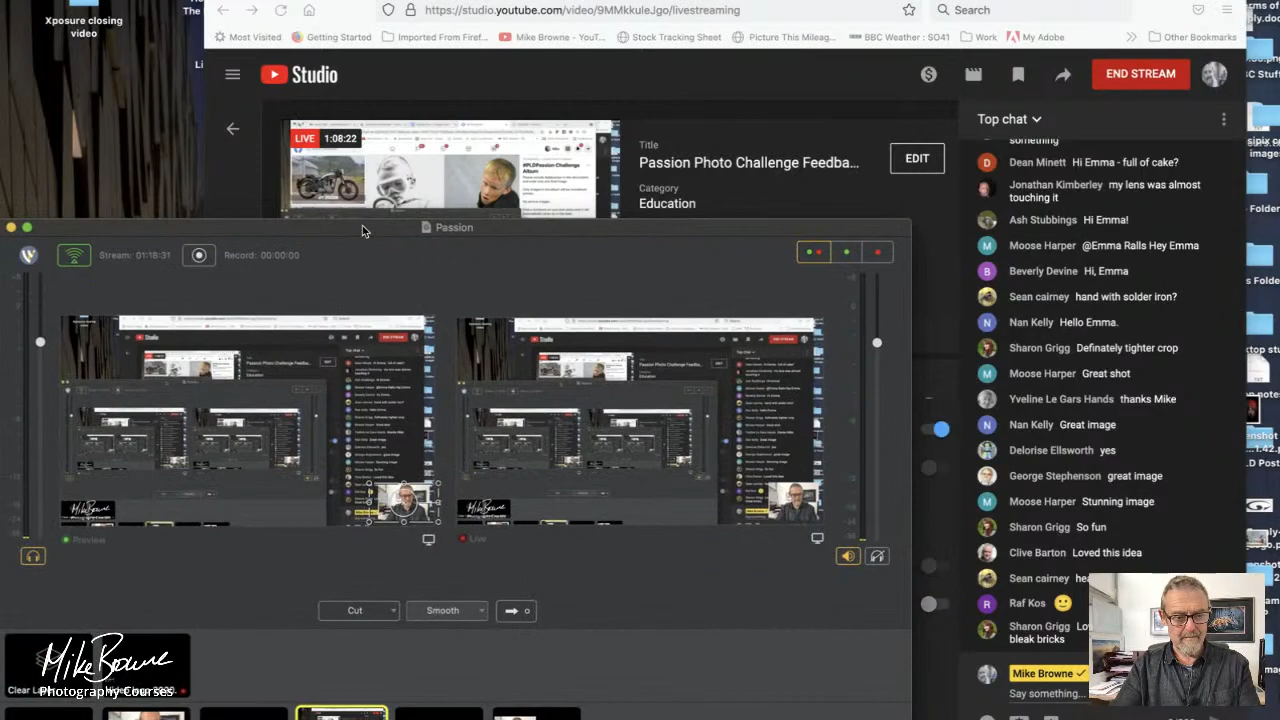 Xposure closing
video
https://studio.youtube.com/video/9MMkkuleJgo/livestreaming
Search
Most Visited
Getting Started
Imported From Firef...
Mike Browne - YouT...
Stock Tracking Sheet
Picture This Mileag...
BBC Weather : SO41
Work
My Adobe
Other Bookmarks
Studio
END STREAM
LIVE 1:08:22
#PLDPassion Challenge
Album
Title
Passion Photo Challenge Feedba...
EDIT
Category
Education
Top chat
something
Ian Minett Hi Emma - full of cake?
Jonathan Kimberley my lens was almost
touching it
Ash Stubbings Hi Emma!
Moose Harper @Emma Ralls Hey Emma
Beverly Devine Hi, Emma
Sean cairney hand with solder iron?
Nan Kelly Hello Emma.
Sharon Grigg Definately tighter crop
Moose Harper Great shot
Yveline Le Gars Hands thanks Mike
Nan Kelly Great image
Delorise Ellsworth yes
George Stephenson great image
Moose Harper Stunning image
Sharon Grigg So fun
Clive Barton Loved this idea
Sean cairney
Raf Kos 🙂
Sharon Grigg
bleak bricks
Mike Browne ✓
Say something...
Passion
Stream: 01:18:31
Record: 00:00:00
Preview
Live
Cut
Smooth
Mike Browne
Photography Courses